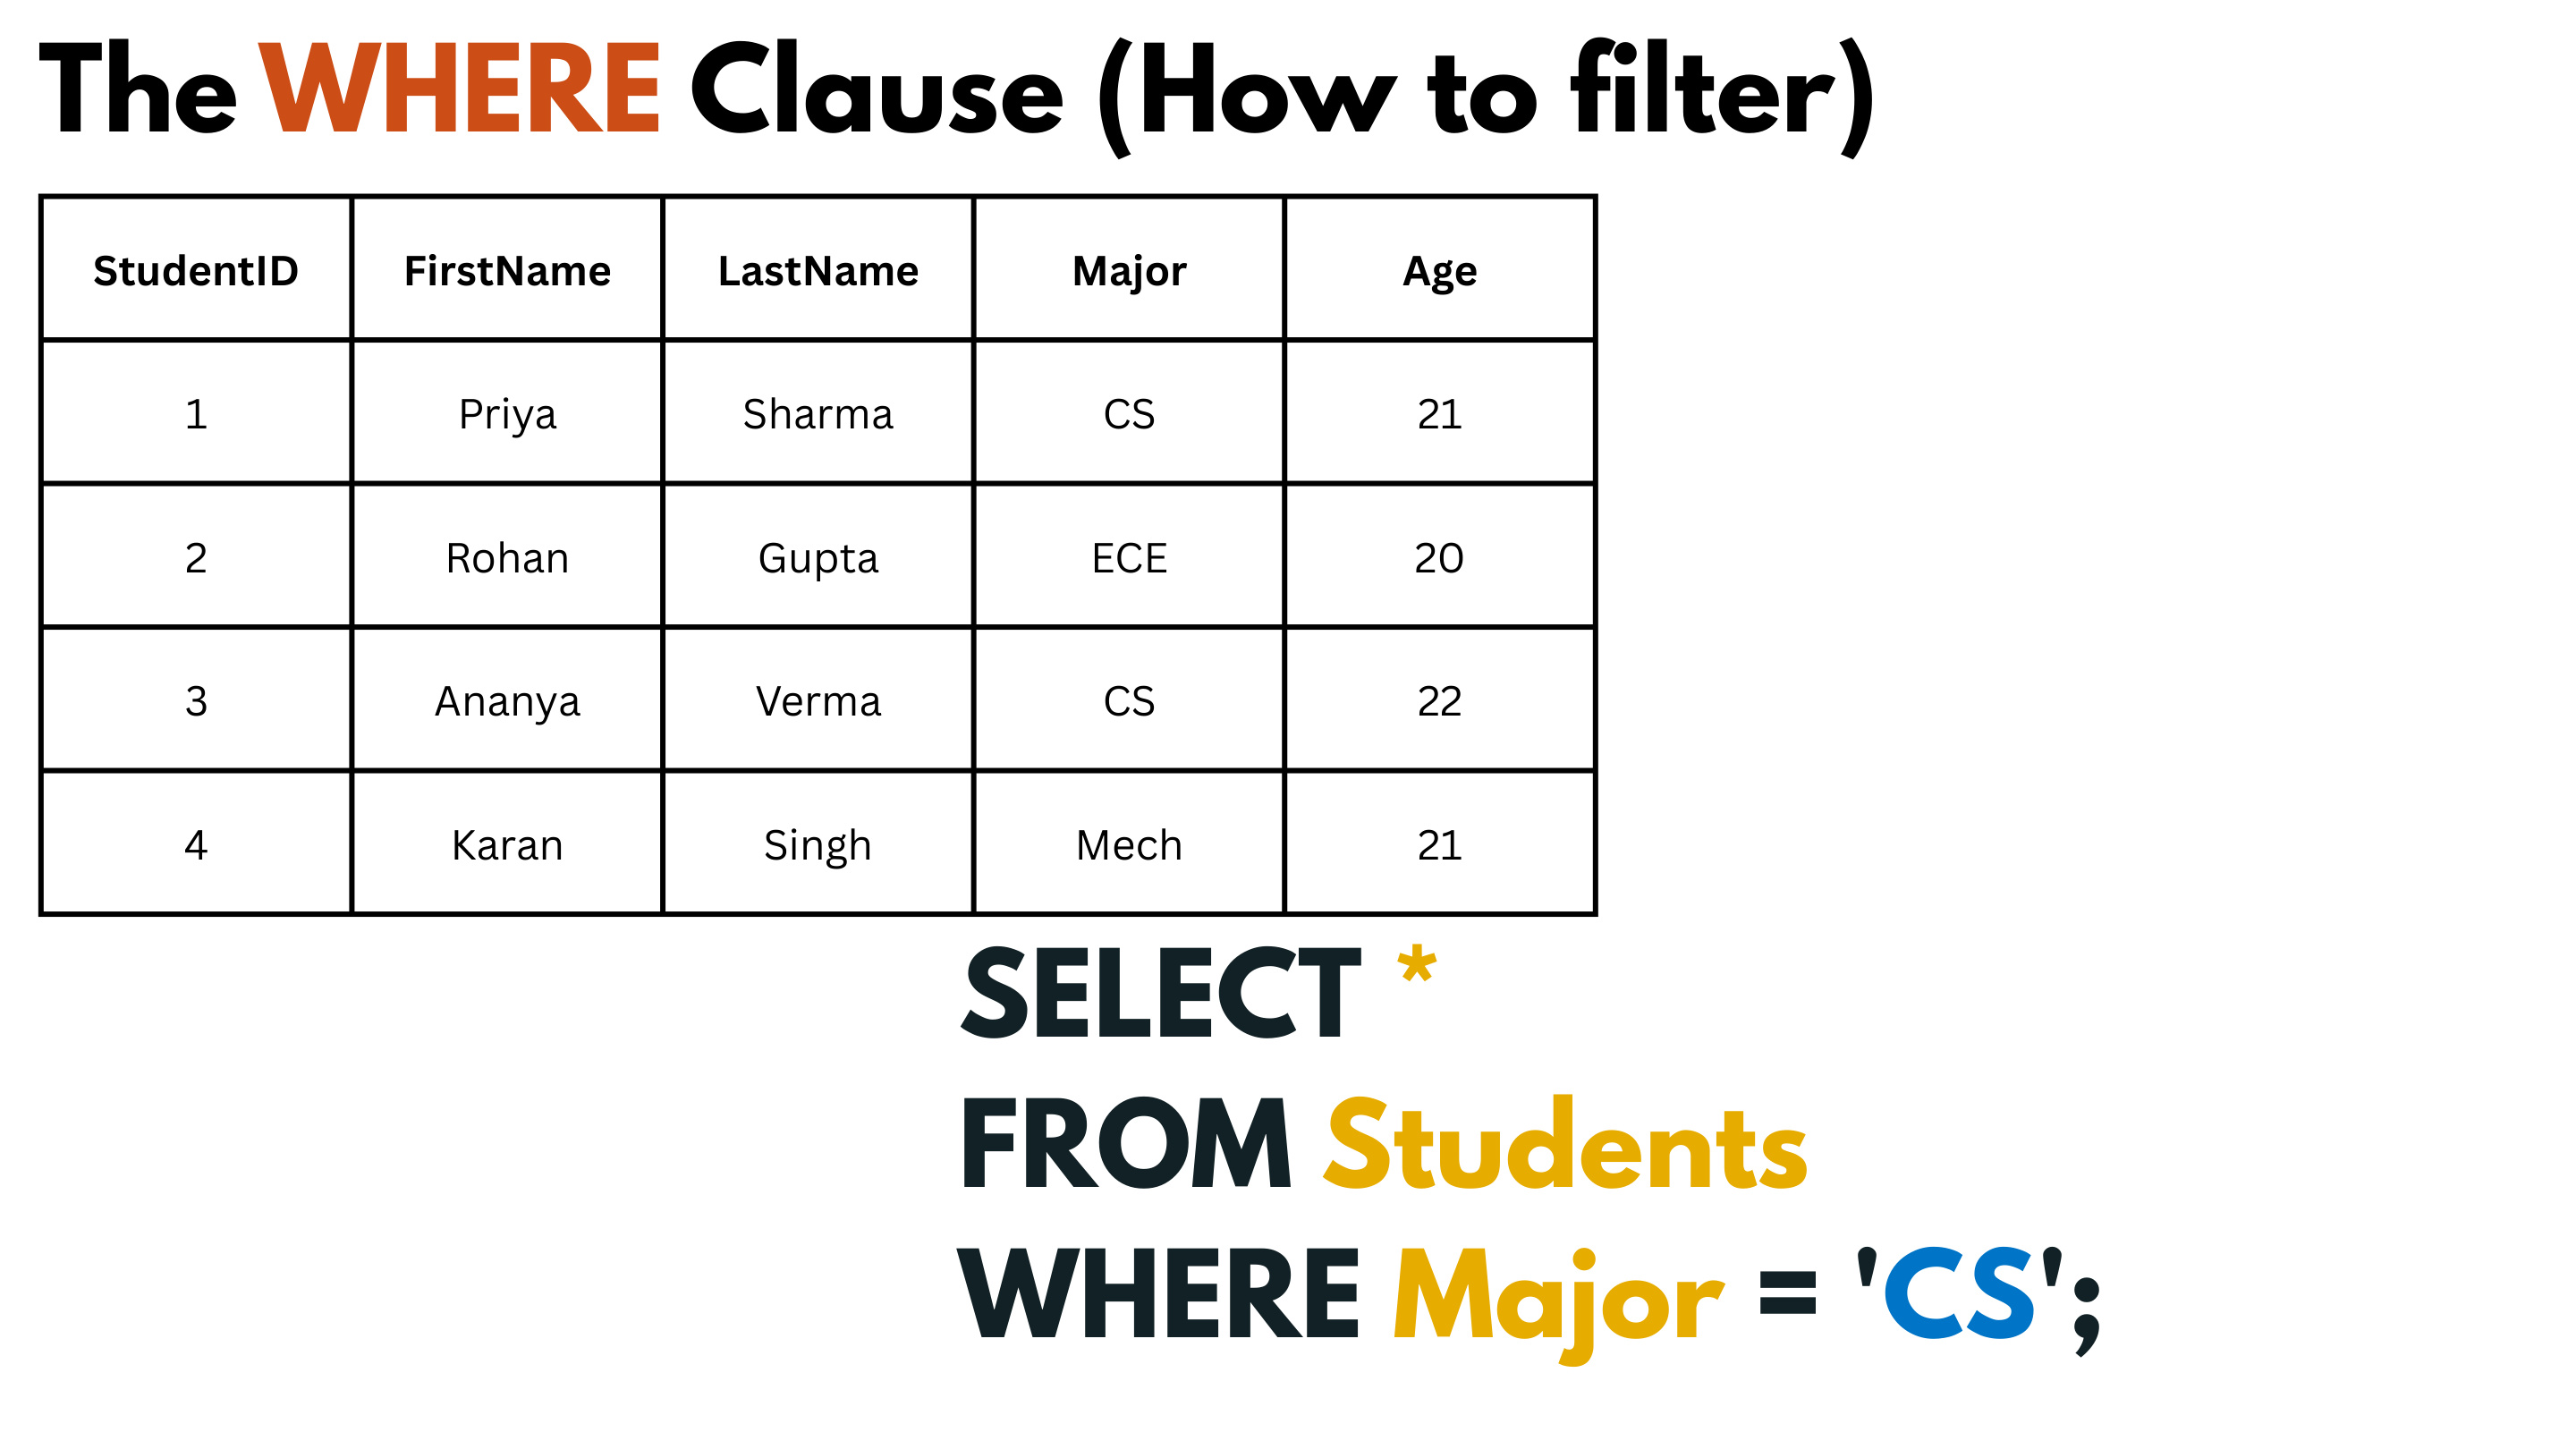 The WHERE Clause (How to filter)
StudentID FirstName LastName Major Age
1 Priya Sharma CS 21
2 Rohan Gupta ECE 20
3 Ananya Verma CS 22
4 Karan Singh Mech 21
SELECT *
FROM Students
WHERE Major = 'CS';